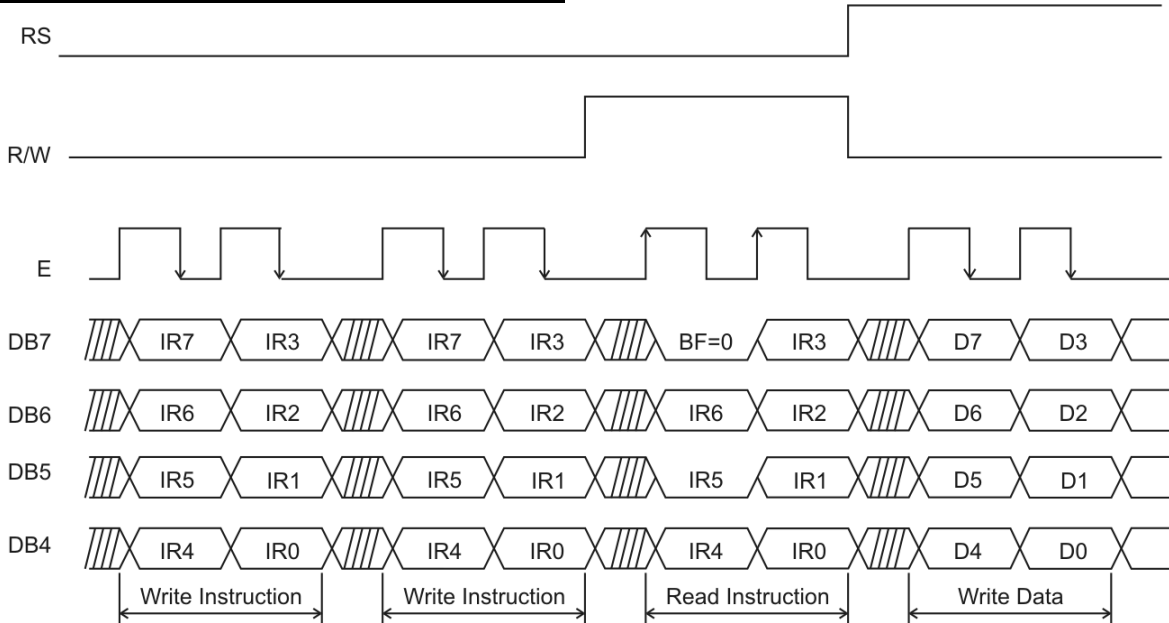 RS
R/W
E
DB7 IR7 IR3 IR7 IR3 BF=0 IR3 D7 D3
DB6 IR6 IR2 IR6 IR2 IR6 IR2 D6 D2
DB5 IR5 IR1 IR5 IR1 IR5 IR1 D5 D1
DB4 IR4 IR0 IR4 IR0 IR4 IR0 D4 D0
Write Instruction Write Instruction Read Instruction Write Data